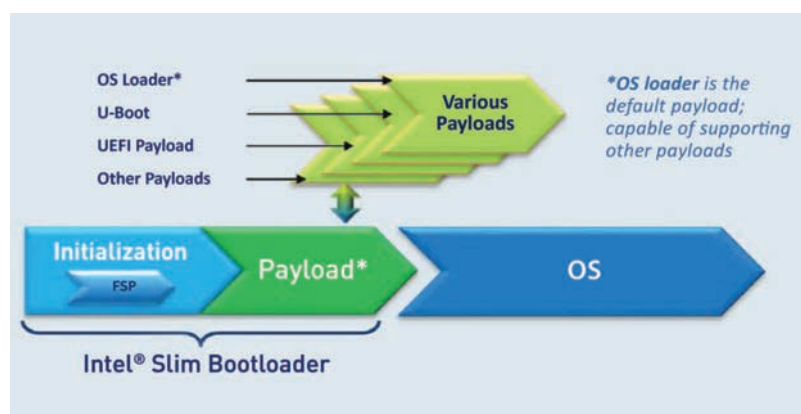 OS Loader*
U-Boot
UEFI Payload
Other Payloads
Various
Payloads
*OS loader is the
default payload;
capable of supporting
other payloads
Initialization
FSP
Payload*
OS
Intel® Slim Bootloader